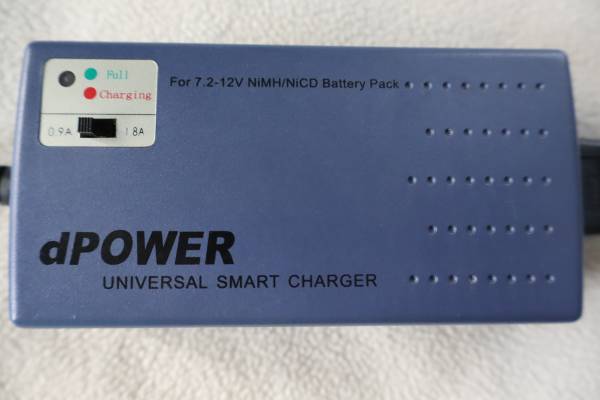 Full
Charging
For 7.2-12V NiMH/NiCD Battery Pack
0.9A 1.8A
dPOWER
UNIVERSAL SMART CHARGER